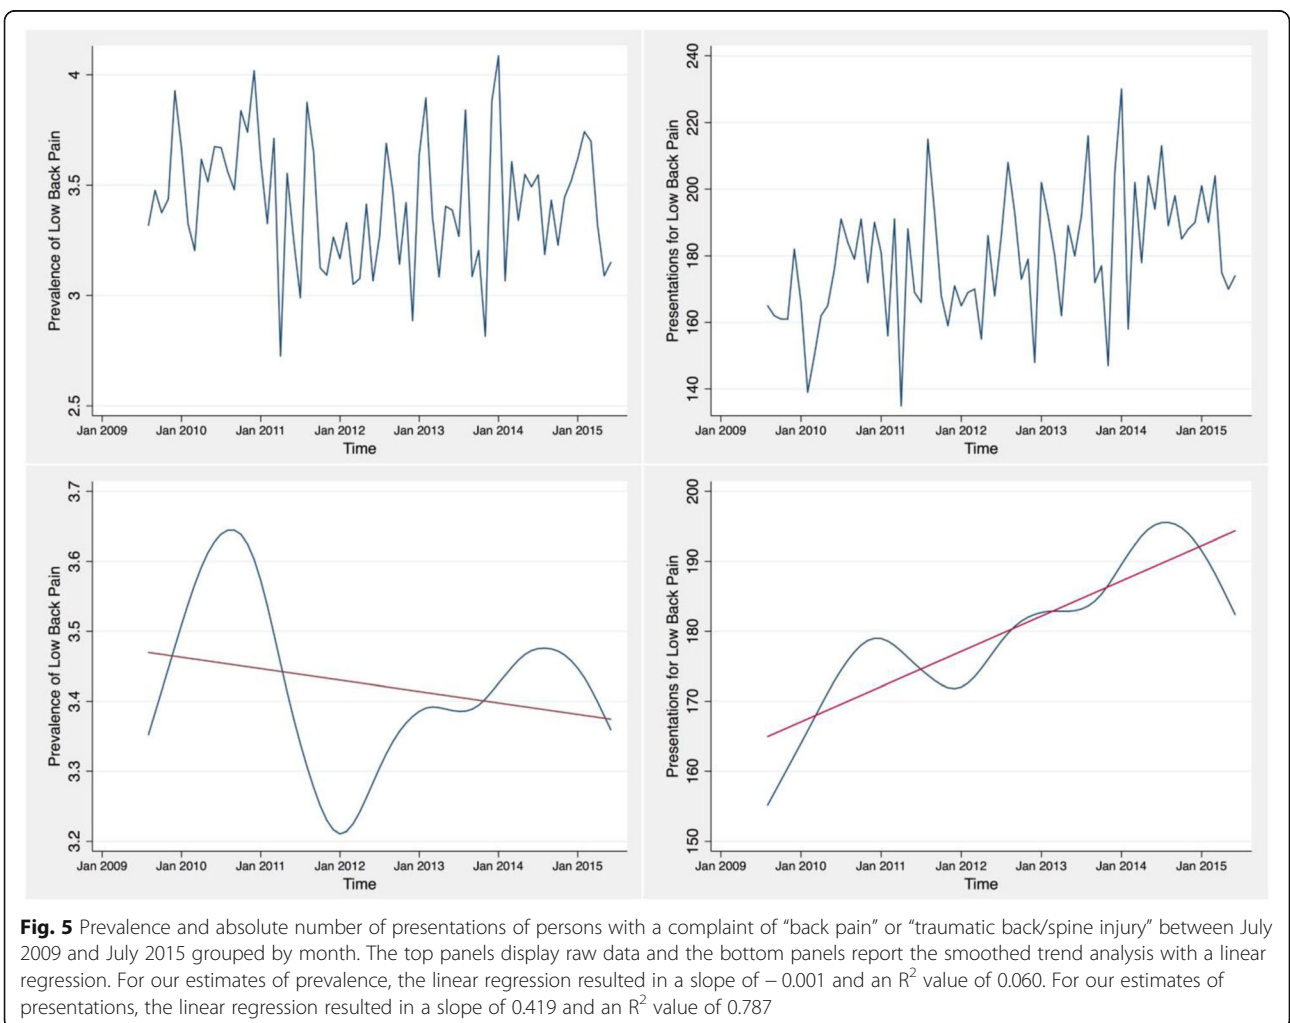 Prevalence of Low Back Pain
4
3.5
3
2.5
Jan 2009 Jan 2010 Jan 2011 Jan 2012 Jan 2013 Jan 2014 Jan 2015
Time
Presentations for Low Back Pain
240
220
200
180
160
140
Jan 2009 Jan 2010 Jan 2011 Jan 2012 Jan 2013 Jan 2014 Jan 2015
Time
Prevalence of Low Back Pain
3.7
3.6
3.5
3.4
3.3
3.2
Jan 2009 Jan 2010 Jan 2011 Jan 2012 Jan 2013 Jan 2014 Jan 2015
Time
Presentations for Low Back Pain
200
190
180
170
160
150
Jan 2009 Jan 2010 Jan 2011 Jan 2012 Jan 2013 Jan 2014 Jan 2015
Time
Fig. 5 Prevalence and absolute number of presentations of persons with a complaint of “back pain” or “traumatic back/spine injury” between July
2009 and July 2015 grouped by month. The top panels display raw data and the bottom panels report the smoothed trend analysis with a linear
regression. For our estimates of prevalence, the linear regression resulted in a slope of − 0.001 and an R² value of 0.060. For our estimates of
presentations, the linear regression resulted in a slope of 0.419 and an R² value of 0.787